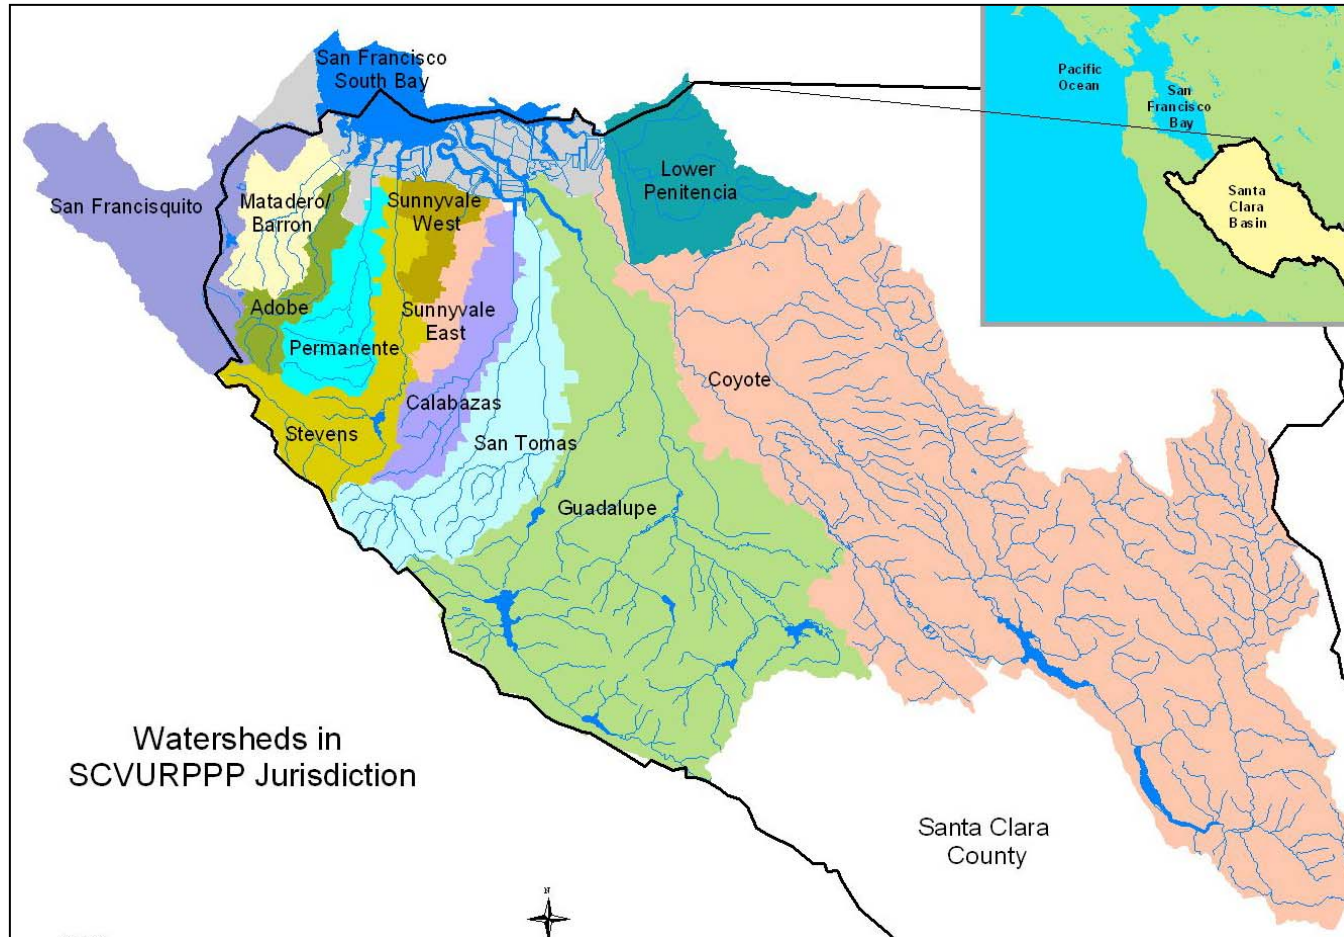 San Francisco
South Bay
Pacific
Ocean
San
Francisco
Bay
Santa
Clara
Basin
Lower
Penitencia
San Francisquito
Matadero/
Barron
Sunnyvale
West
Adobe
Permanente
Sunnyvale
East
Coyote
Calabazas
Stevens
San Tomas
Guadalupe
Watersheds in
SCVURPPP Jurisdiction
Santa Clara
County
N